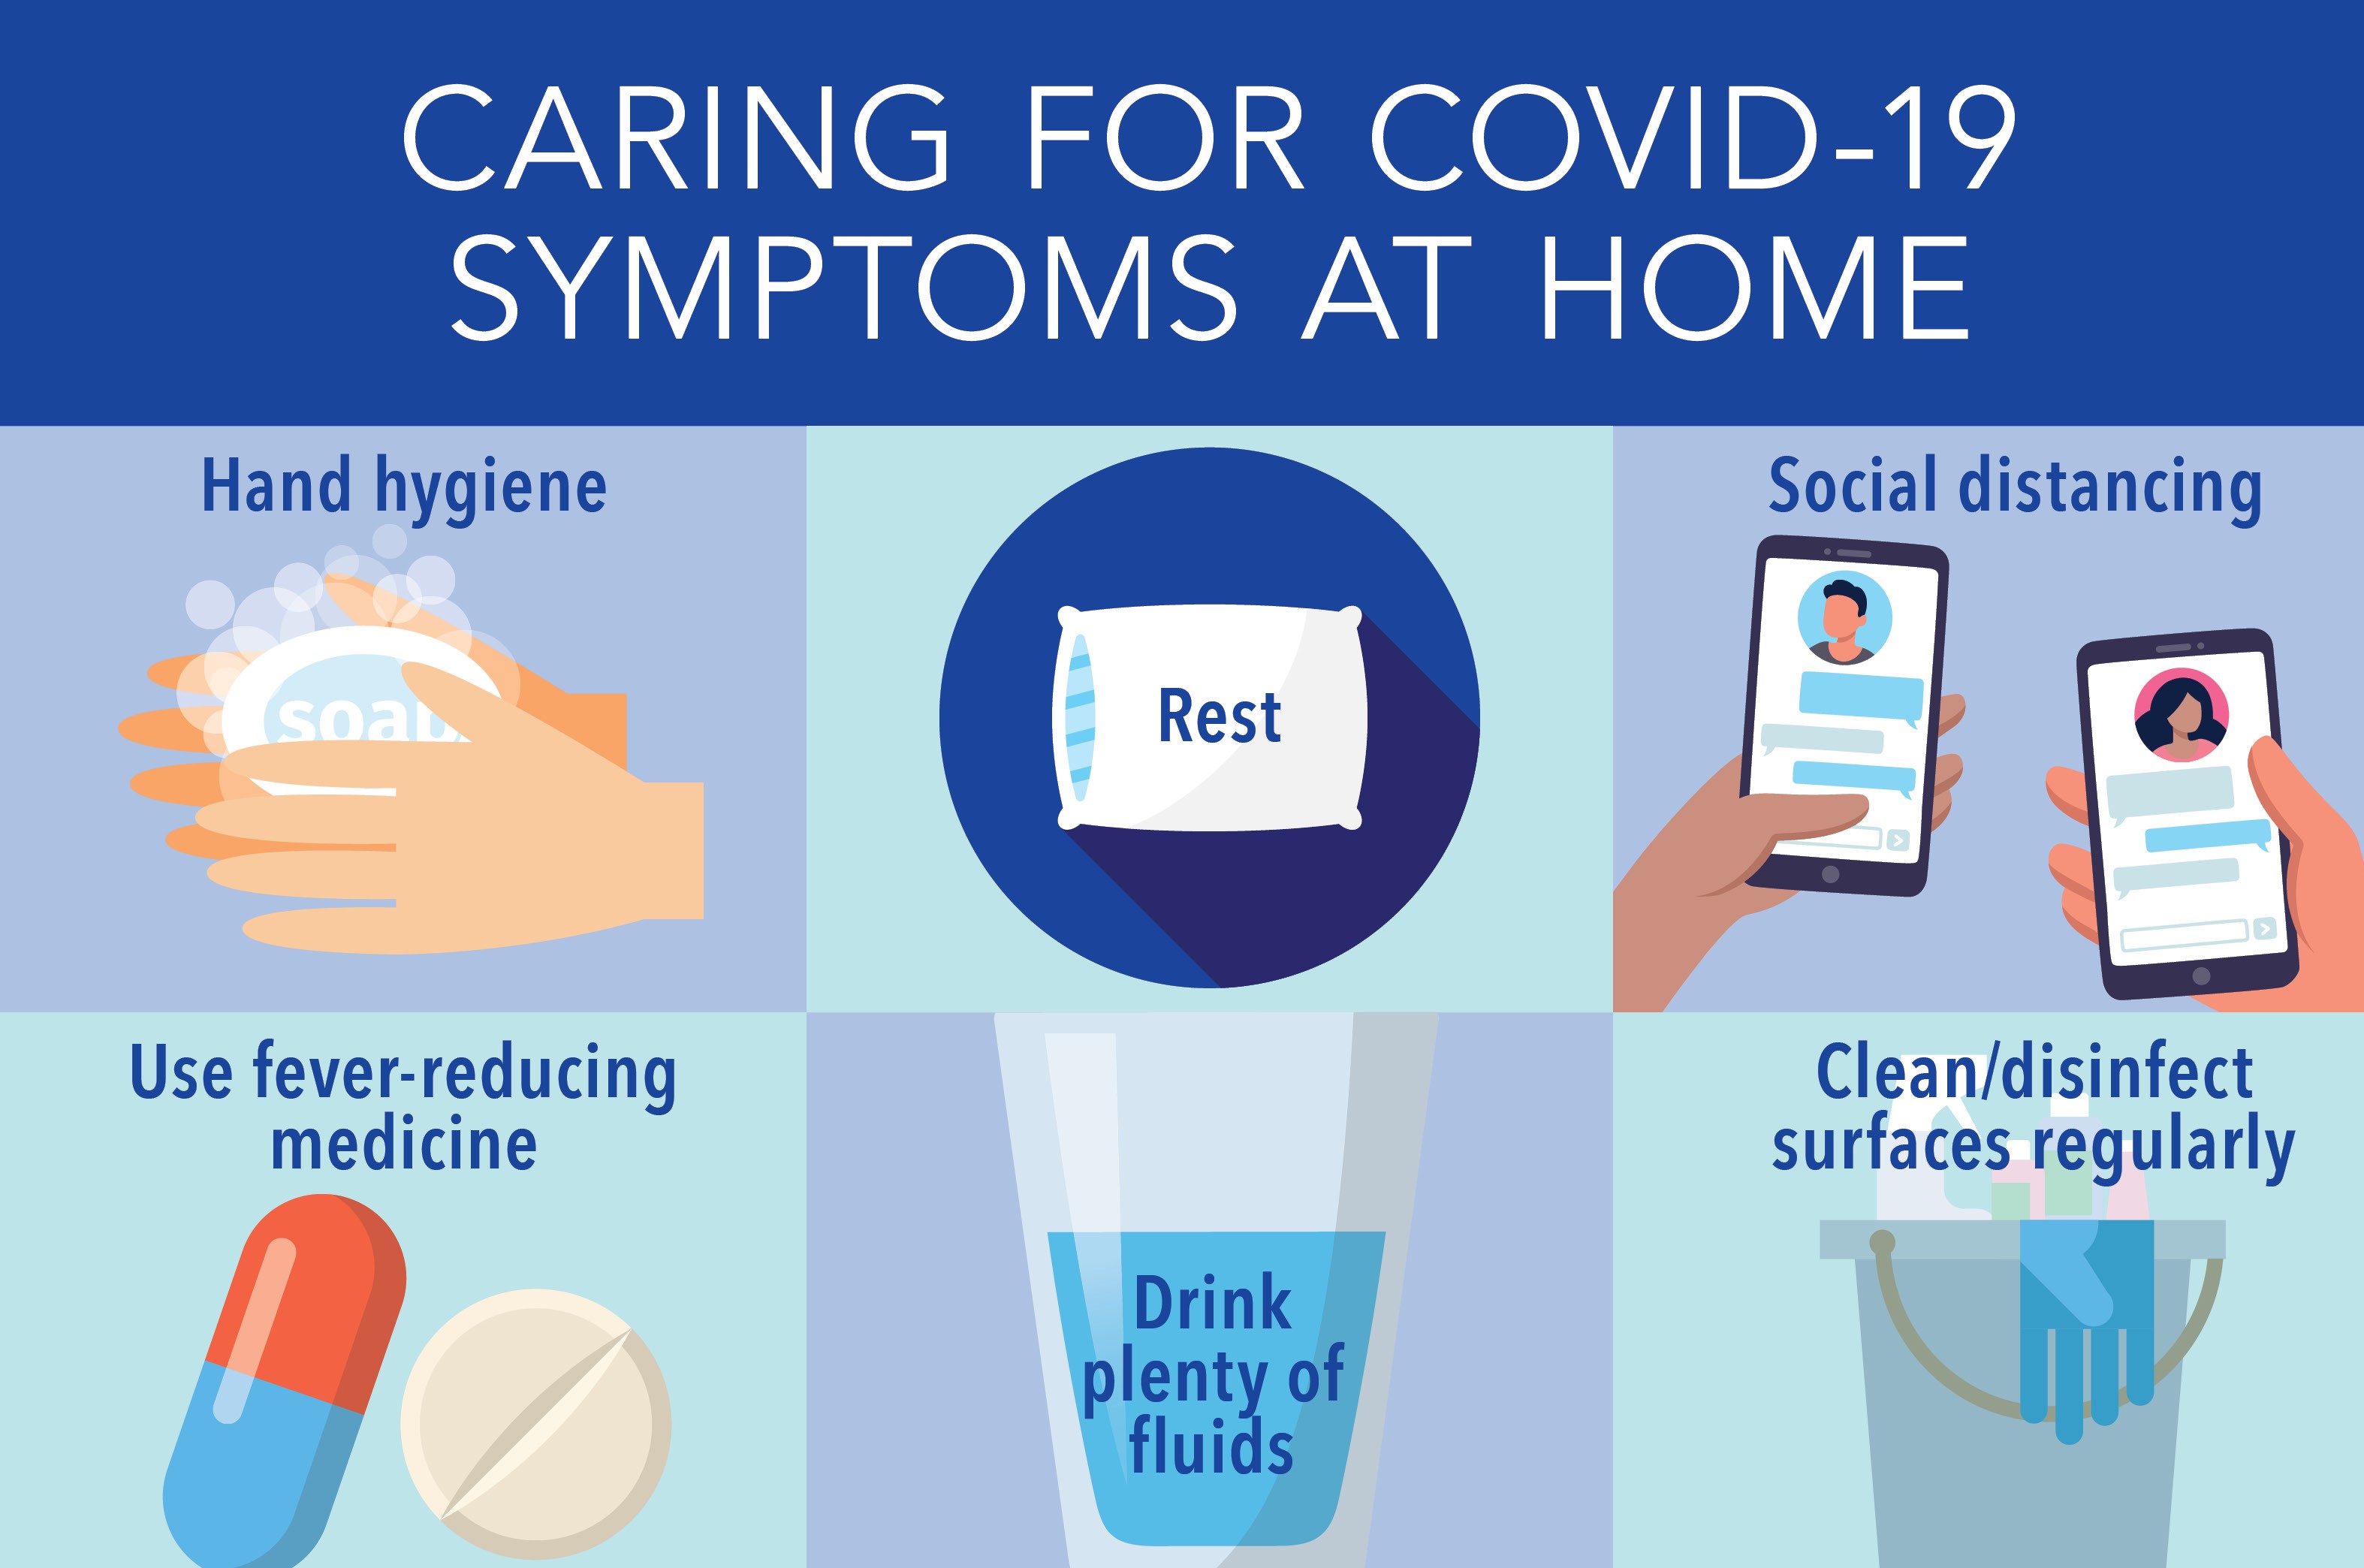 CARING FOR COVID-19
SYMPTOMS AT HOME
Hand hygiene
soap
Rest
Social distancing
Use fever-reducing
medicine
Drink
plenty of
fluids
Clean/disinfect
surfaces regularly